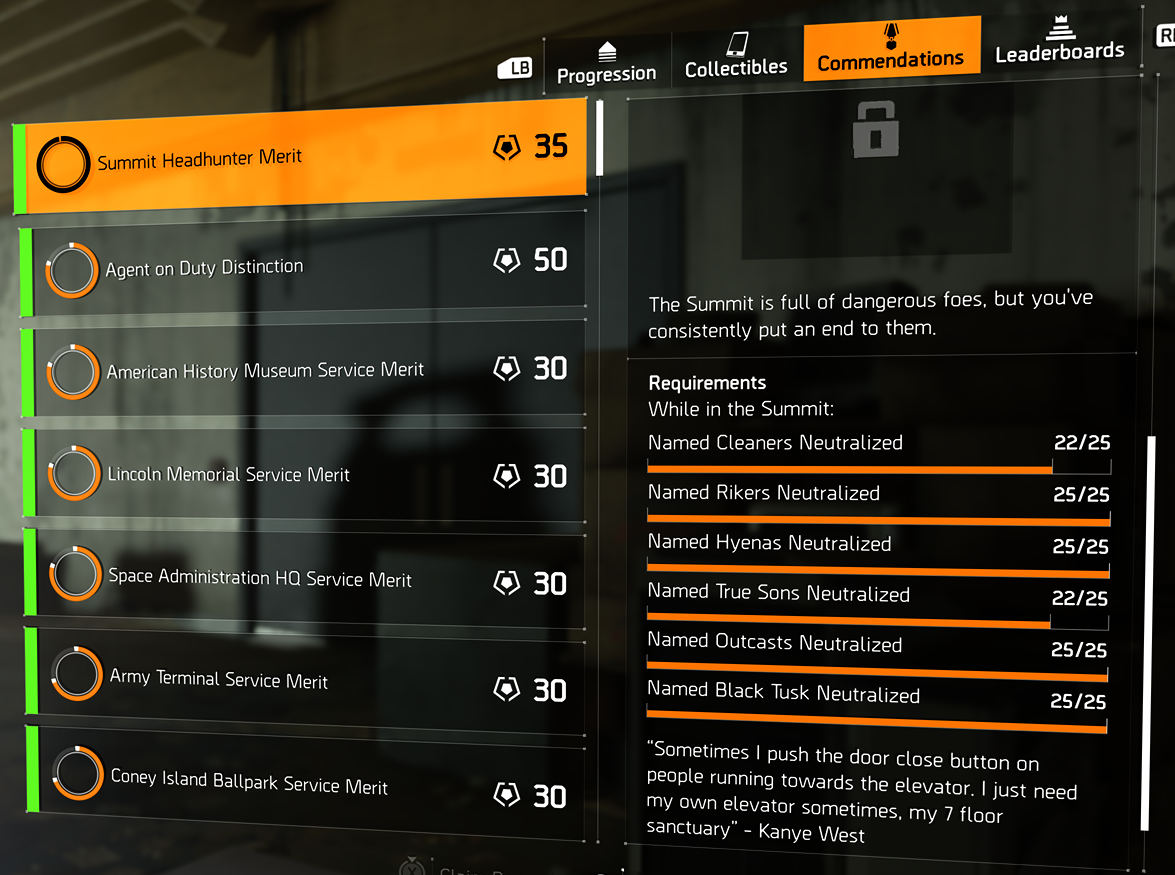 LB
Progression
Collectibles
Commendations
Leaderboards
Summit Headhunter Merit 35
Agent on Duty Distinction 50
American History Museum Service Merit 30
Lincoln Memorial Service Merit 30
Space Administration HQ Service Merit 30
Army Terminal Service Merit 30
Coney Island Ballpark Service Merit 30
The Summit is full of dangerous foes, but you've
consistently put an end to them.
Requirements
While in the Summit:
Named Cleaners Neutralized 22/25
Named Rikers Neutralized 25/25
Named Hyenas Neutralized 25/25
Named True Sons Neutralized 22/25
Named Outcasts Neutralized 25/25
Named Black Tusk Neutralized 25/25
“Sometimes I push the door close button on
people running towards the elevator. I just need
my own elevator sometimes, my 7 floor
sanctuary” - Kanye West